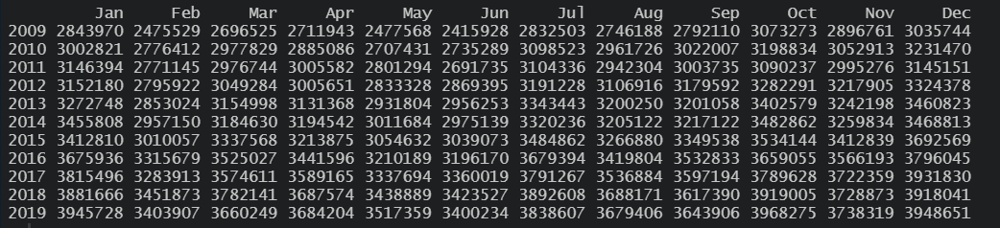 Jan Feb Mar Apr May Jun Jul Aug Sep Oct Nov Dec
2009 2843970 2475529 2696525 2711943 2477568 2415928 2832503 2746188 2792110 3073273 2896761 3035744
2010 3002821 2776412 2977829 2885086 2707431 2735289 3098523 2961726 3022007 3198834 3052913 3231470
2011 3146394 2771145 2976744 3005582 2801294 2691735 3104336 2942304 3003735 3090237 2995276 3145151
2012 3152180 2795922 3049284 3005651 2833328 2869395 3191228 3106916 3179592 3282291 3217905 3324378
2013 3272748 2853024 3154998 3131368 2931804 2956253 3343443 3200250 3201058 3402579 3242198 3460823
2014 3455808 2957150 3184630 3194542 3011684 2975139 3320236 3205122 3217122 3482862 3259834 3468813
2015 3412810 3010057 3337568 3213875 3054632 3039073 3484862 3266880 3349538 3534144 3412839 3692569
2016 3675936 3315679 3525027 3441596 3210189 3196170 3679394 3419804 3532833 3659055 3566193 3796045
2017 3815496 3283913 3574611 3589165 3337694 3360019 3791267 3536884 3597194 3789628 3722359 3931830
2018 3881666 3451873 3782141 3687574 3438889 3423527 3892608 3688171 3617390 3919005 3728873 3918041
2019 3945728 3403907 3660249 3684204 3517359 3400234 3838607 3679406 3643906 3968275 3738319 3948651